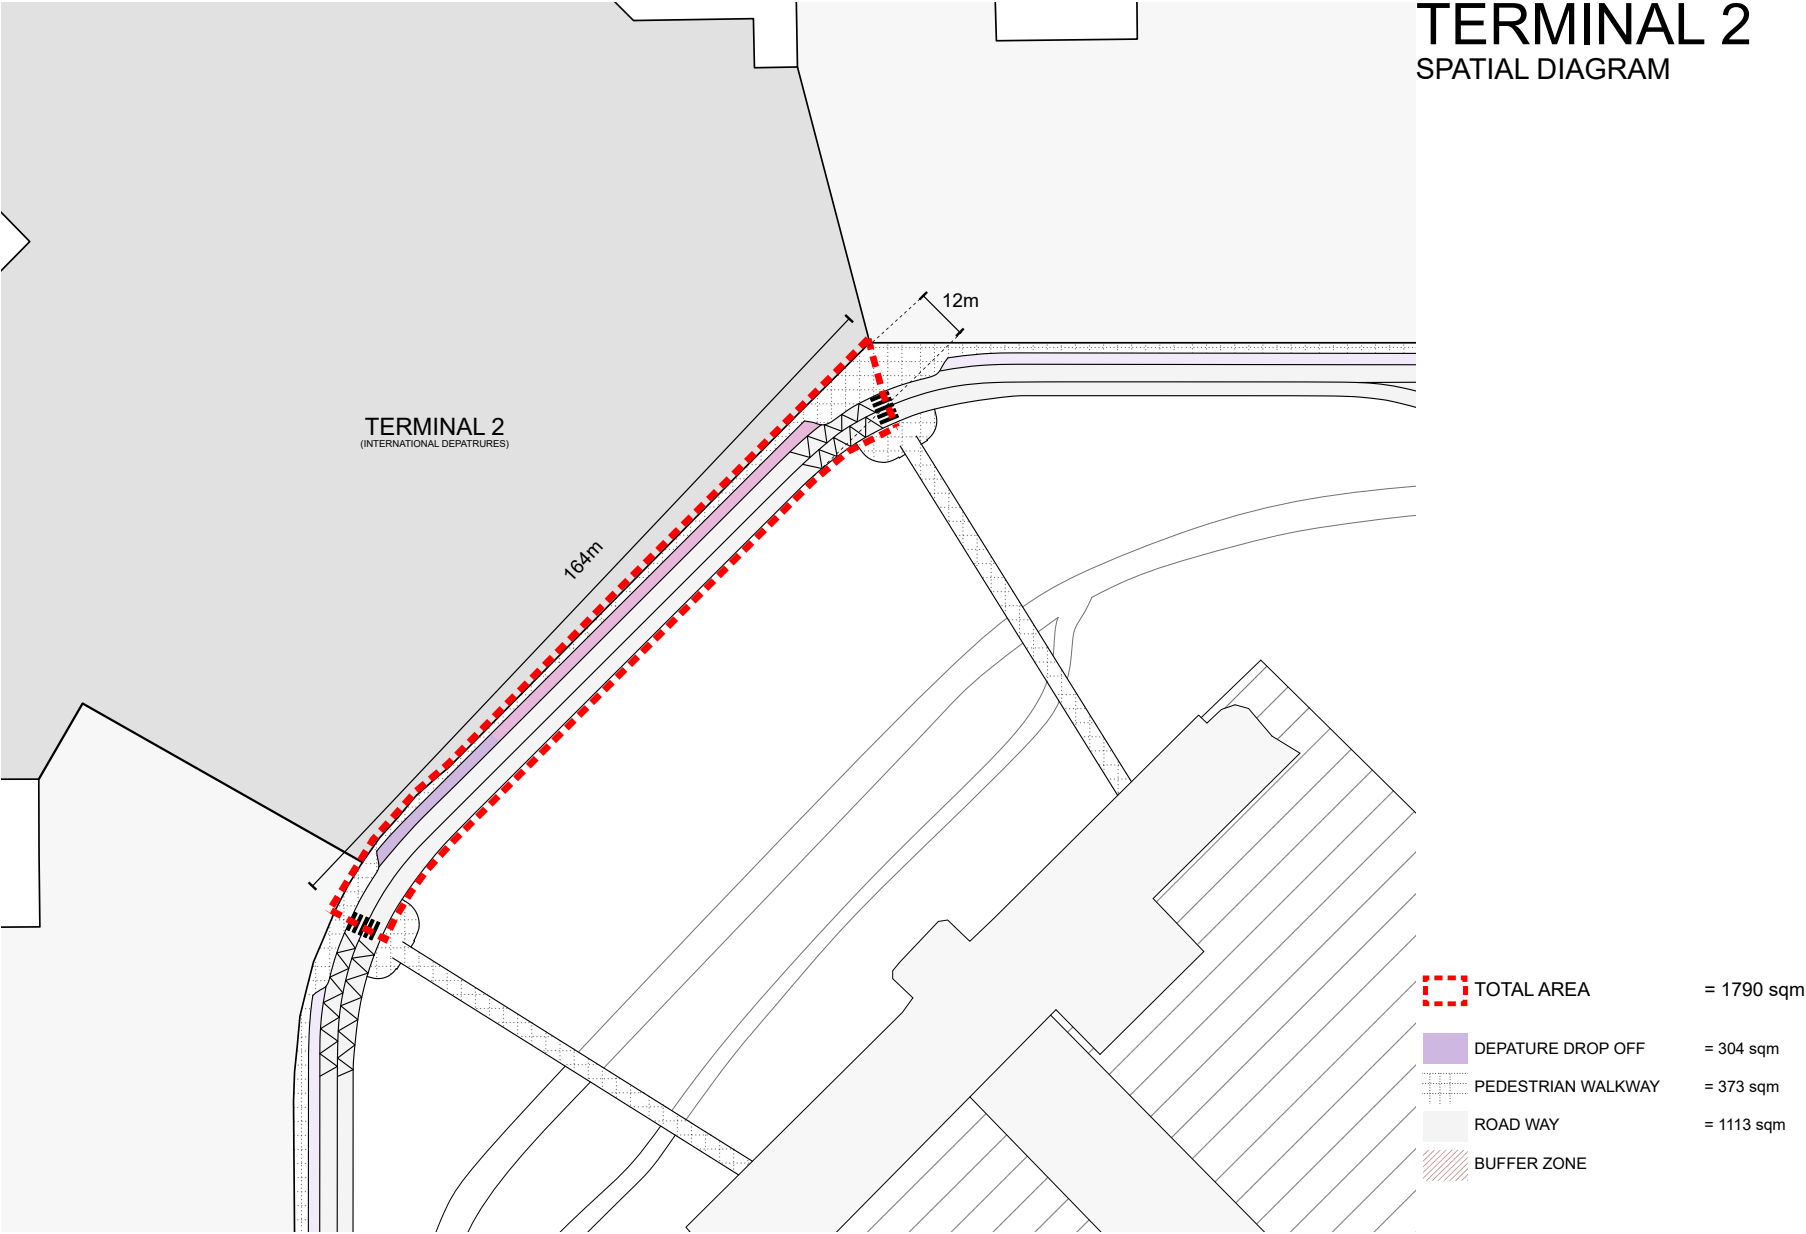 TERMINAL 2
SPATIAL DIAGRAM
12m
164m
TERMINAL 2
(INTERNATIONAL DEPATRURES)
TOTAL AREA = 1790 sqm
DEPATURE DROP OFF = 304 sqm
PEDESTRIAN WALKWAY = 373 sqm
ROAD WAY = 1113 sqm
BUFFER ZONE